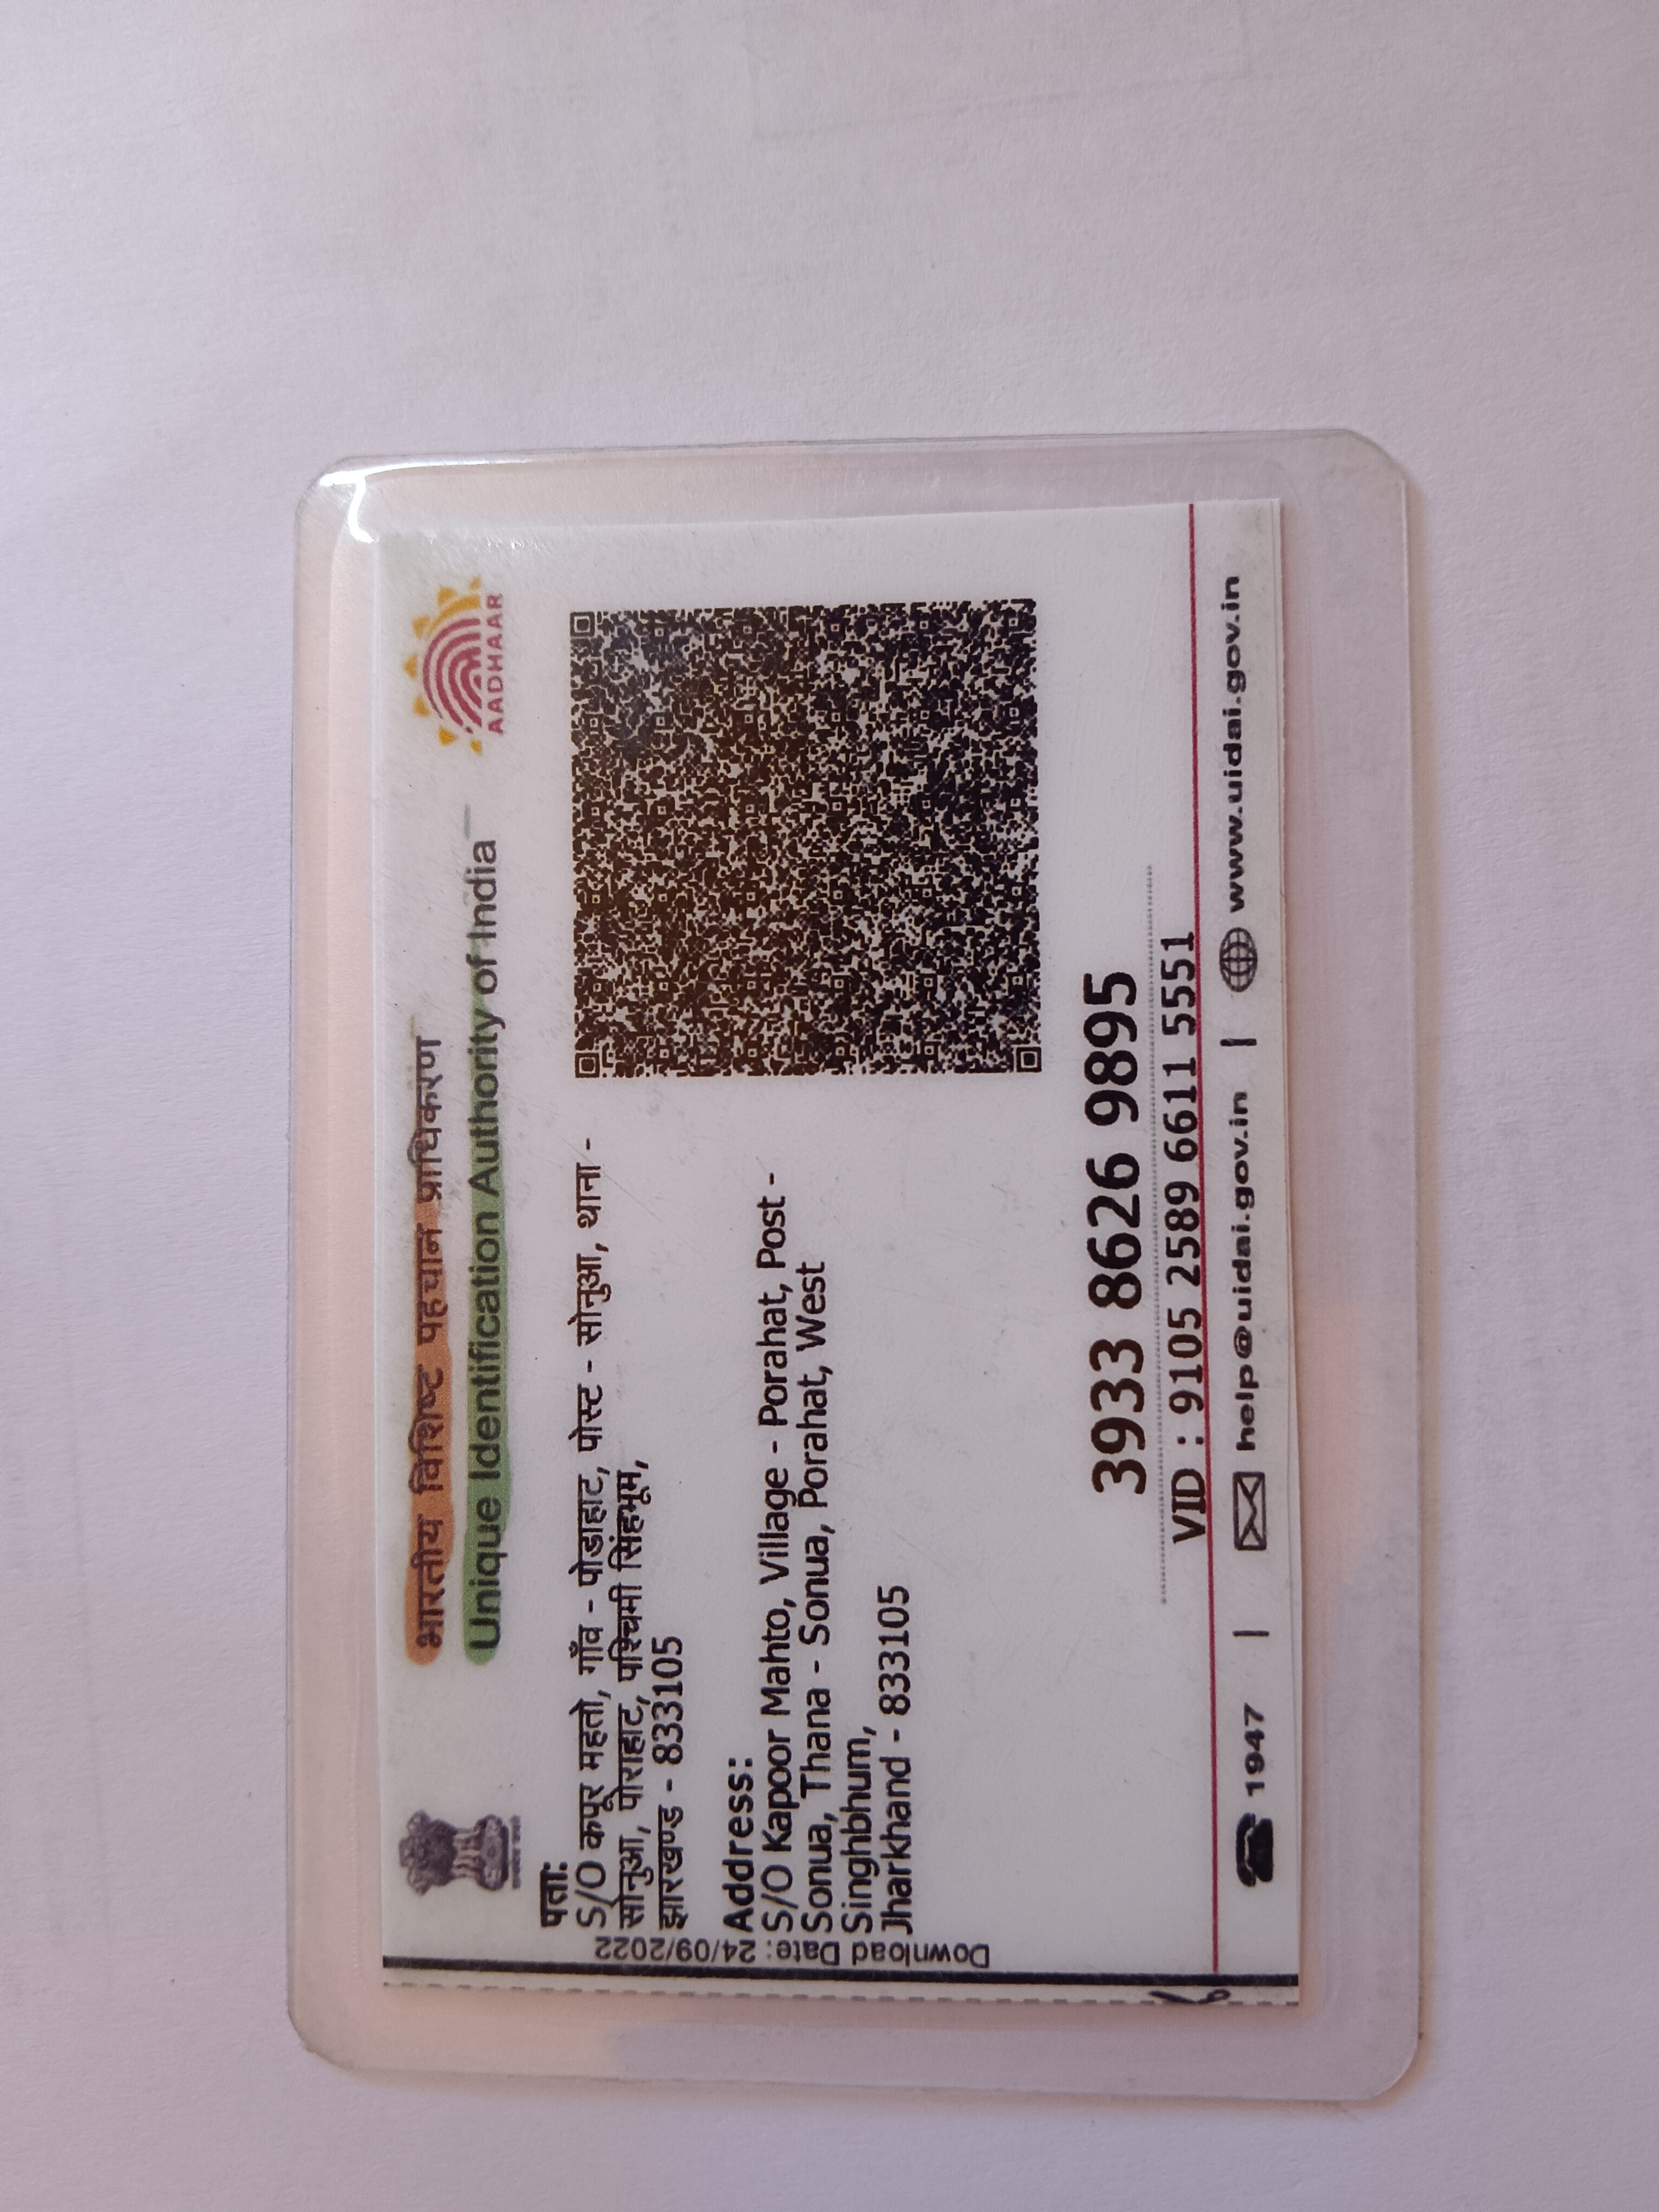 भारतीय विशिष्ट पहचान प्राधिकरण
Unique Identification Authority of India
AADHAAR
पता:
S/O कपूर महतो, गाँव - पोडाहाट, पोस्ट - सोनुआ, थाना -
सोनुआ, पोराहाट, पश्चिमी सिंहभूम,
झारखण्ड - 833105
Address:
S/O Kapoor Mahto, Village - Porahat, Post -
Sonua, Thana - Sonua, Porahat, West
Singhbhum,
Jharkhand - 833105
Download Date: 24/09/2022
3933 8626 9895
VID : 9105 2589 6611 5551
1947 | help@uidai.gov.in | www.uidai.gov.in